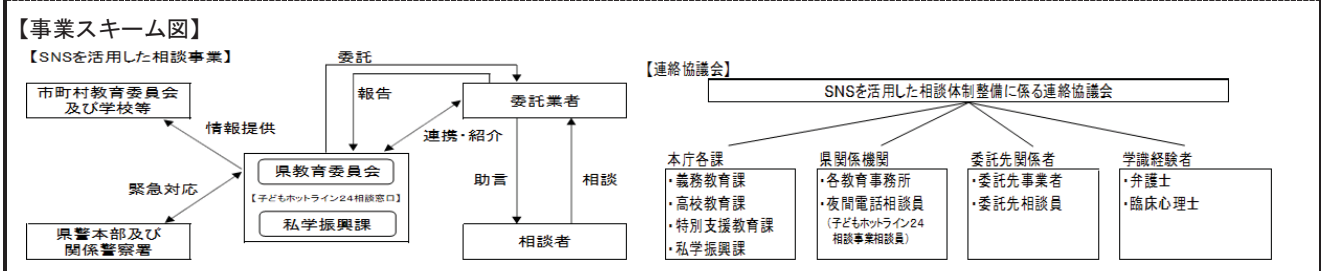 【事業スキーム図】
【SNSを活用した相談事業】
委託
市町村教育委員会
及び学校等
報告
委託業者
情報提供
連携・紹介
県教育委員会
【子どもホットライン24相談窓口】
私学振興課
緊急対応
助言
相談
県警本部及び
関係警察署
相談者
【連絡協議会】
SNSを活用した相談体制整備に係る連絡協議会
本庁各課
・義務教育課
・高校教育課
・特別支援教育課
・私学振興課
県関係機関
・各教育事務所
・夜間電話相談員
(子どもホットライン24
相談事業相談員)
委託先関係者
・委託先事業者
・委託先相談員
学識経験者
・弁護士
・臨床心理士